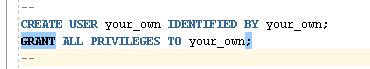 --
CREATE USER your_own IDENTIFIED BY your_own;
GRANT ALL PRIVILEGES TO your_own;
--